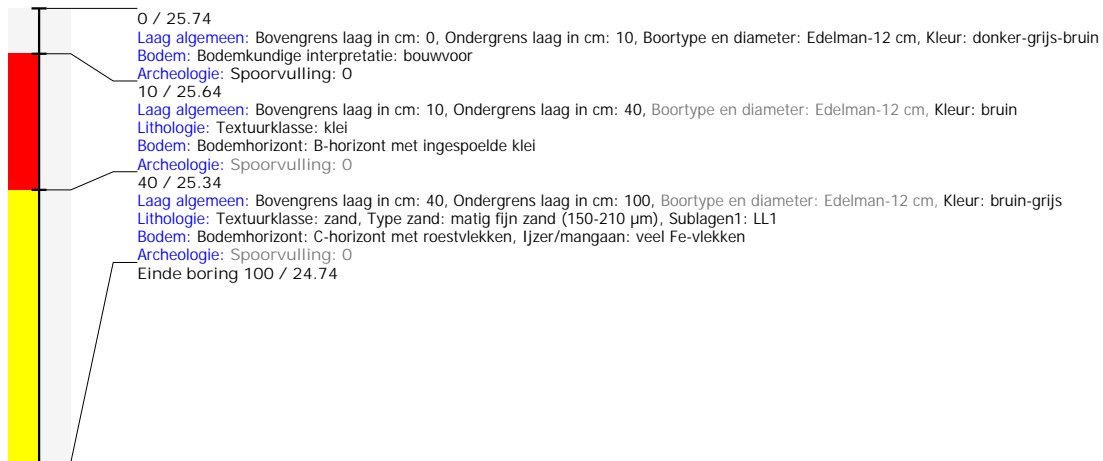 0 / 25.74
Laag algemeen: Bovengrens laag in cm: 0, Ondergrens laag in cm: 10, Boortype en diameter: Edelman-12 cm, Kleur: donker-grijs-bruin
Bodem: Bodemkundige interpretatie: bouwvoor
Archeologie: Spoorvulling: 0
10 / 25.64
Laag algemeen: Bovengrens laag in cm: 10, Ondergrens laag in cm: 40, Boortype en diameter: Edelman-12 cm, Kleur: bruin
Lithologie: Textuurklasse: klei
Bodem: Bodemhorizont: B-horizont met ingespoelde klei
Archeologie: Spoorvulling: 0
40 / 25.34
Laag algemeen: Bovengrens laag in cm: 40, Ondergrens laag in cm: 100, Boortype en diameter: Edelman-12 cm, Kleur: bruin-grijs
Lithologie: Textuurklasse: zand, Type zand: matig fijn zand (150-210 µm), Sublagen1: LL1
Bodem: Bodemhorizont: C-horizont met roestvlekken, Ijzer/mangaan: veel Fe-vlekken
Archeologie: Spoorvulling: 0
Einde boring 100 / 24.74